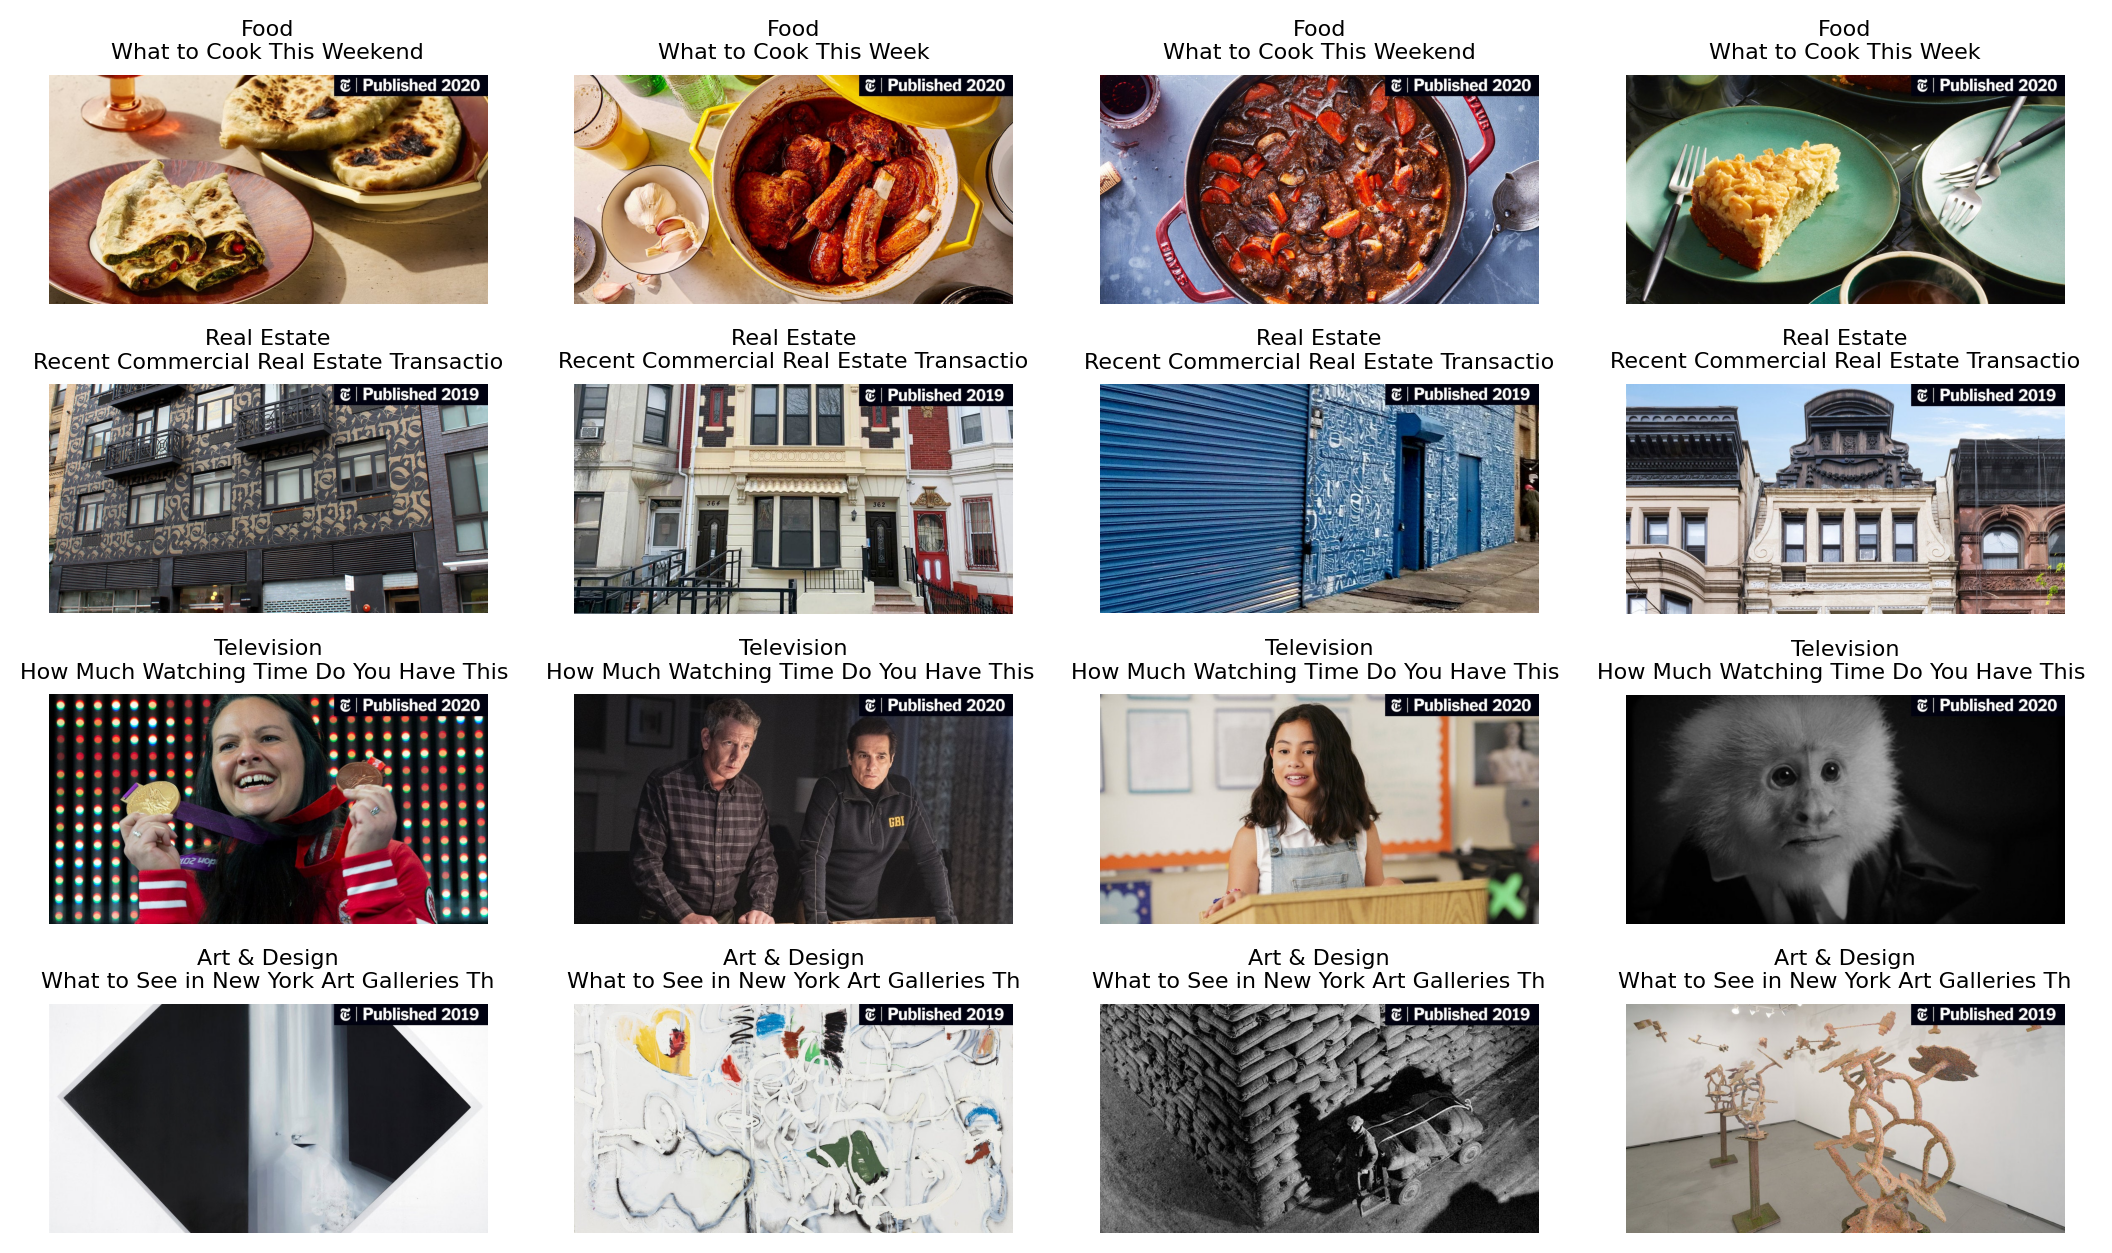 Food
What to Cook This Weekend
Food
What to Cook This Week
Food
What to Cook This Weekend
Food
What to Cook This Week
Published 2020
Published 2020
Published 2020
Published 2020
Real Estate
Recent Commercial Real Estate Transactio
Real Estate
Recent Commercial Real Estate Transactio
Real Estate
Recent Commercial Real Estate Transactio
Real Estate
Recent Commercial Real Estate Transactio
Published 2019
Published 2019
Published 2019
Published 2019
364
362
Television
How Much Watching Time Do You Have This
Television
How Much Watching Time Do You Have This
Television
How Much Watching Time Do You Have This
Television
How Much Watching Time Do You Have This
Published 2020
Published 2020
Published 2020
Published 2020
GBI
Art & Design
What to See in New York Art Galleries Th
Art & Design
What to See in New York Art Galleries Th
Art & Design
What to See in New York Art Galleries Th
Art & Design
What to See in New York Art Galleries Th
Published 2019
Published 2019
Published 2019
Published 2019